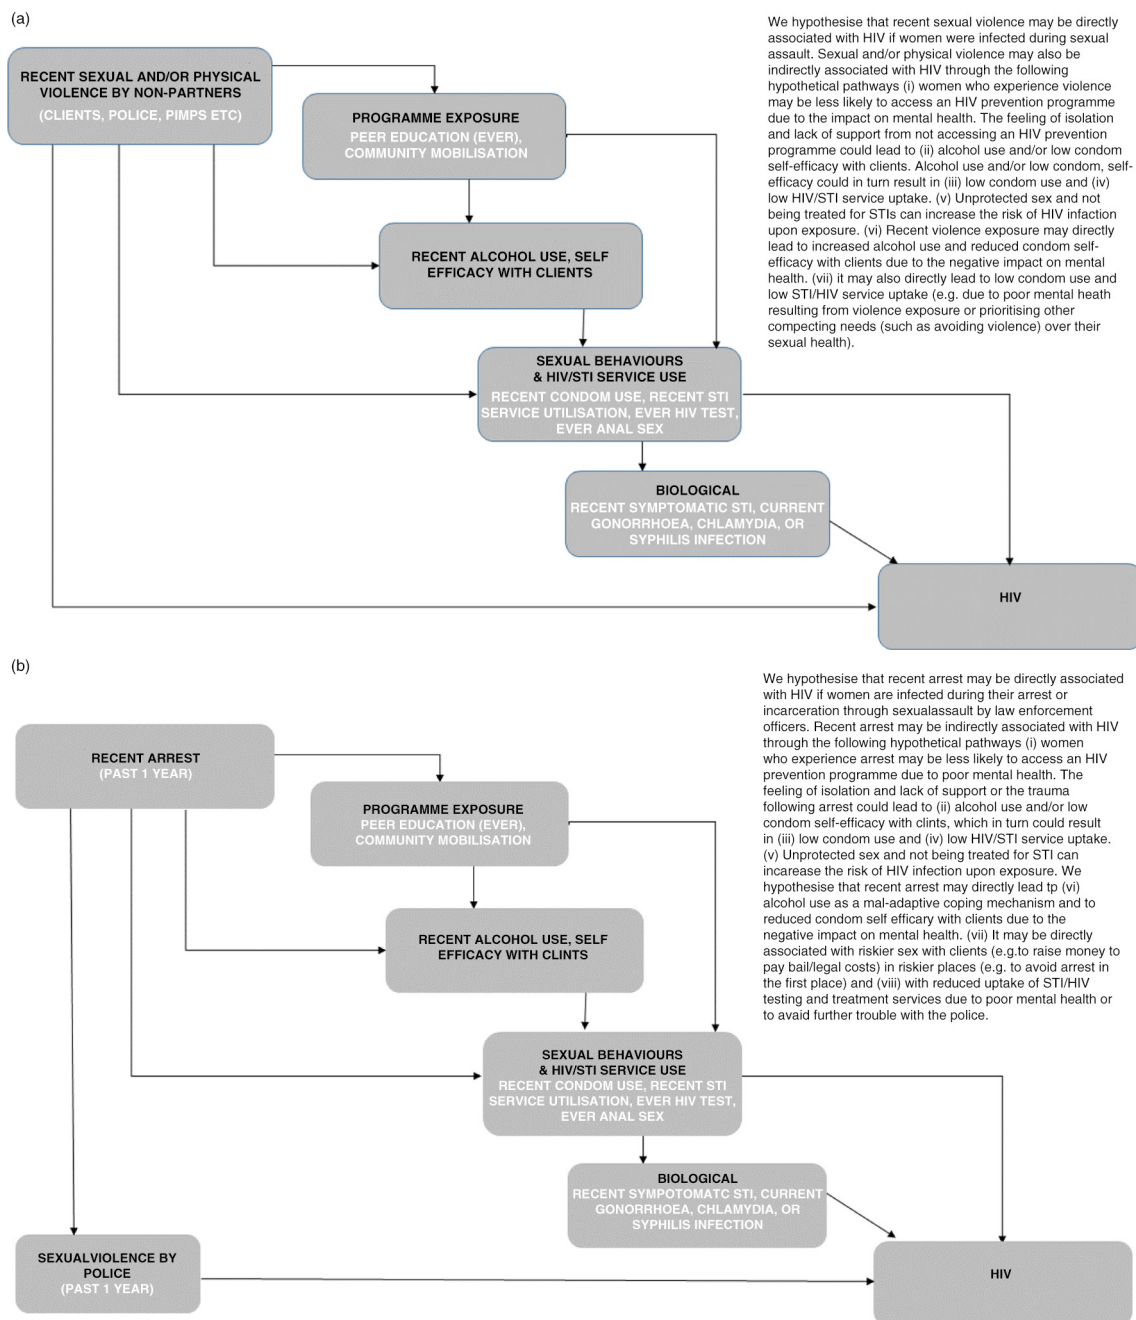 (a)
RECENT SEXUAL AND/OR PHYSICAL
VIOLENCE BY NON-PARTNERS
(CLIENTS, POLICE, PIMPS ETC)
PROGRAMME EXPOSURE
PEER EDUCATION (EVER),
COMMUNITY MOBILISATION
RECENT ALCOHOL USE, SELF
EFFICACY WITH CLIENTS
SEXUAL BEHAVIOURS
& HIV/STI SERVICE USE
RECENT CONDOM USE, RECENT STI
SERVICE UTILISATION, EVER HIV TEST,
EVER ANAL SEX
BIOLOGICAL
RECENT SYMPTOMATIC STI, CURRENT
GONORRHOEA, CHLAMYDIA, OR
SYPHILIS INFECTION
HIV
We hypothesise that recent sexual violence may be directly
associated with HIV if women were infected during sexual
assault. Sexual and/or physical violence may also be
indirectly associated with HIV through the following
hypothetical pathways (i) women who experience violence
may be less likely to access an HIV prevention programme
due to the impact on mental health. The feeling of isolation
and lack of support from not accessing an HIV prevention
programme could lead to (ii) alcohol use and/or low condom
self-efficacy with clients. Alcohol use and/or low condom, self-
efficacy could in turn result in (iii) low condom use and (iv)
low HIV/STI service uptake. (v) Unprotected sex and not
being treated for STIs can increase the risk of HIV infaction
upon exposure. (vi) Recent violence exposure may directly
lead to increased alcohol use and reduced condom self-
efficacy with clients due to the negative impact on mental
health. (vii) it may also directly lead to low condom use and
low STI/HIV service uptake (e.g. due to poor mental heath
resulting from violence exposure or prioritising other
compecting needs (such as avoiding violence) over their
sexual health).
(b)
RECENT ARREST
(PAST 1 YEAR)
PROGRAMME EXPOSURE
PEER EDUCATION (EVER),
COMMUNITY MOBILISATION
RECENT ALCOHOL USE, SELF
EFFICACY WITH CLINTS
SEXUAL BEHAVIOURS
& HIV/STI SERVICE USE
RECENT CONDOM USE, RECENT STI
SERVICE UTILISATION, EVER HIV TEST,
EVER ANAL SEX
BIOLOGICAL
RECENT SYMPOTOMATC STI, CURRENT
GONORRHOEA, CHLAMYDIA, OR
SYPHILIS INFECTION
SEXUALVIOLENCE BY
POLICE
(PAST 1 YEAR)
HIV
We hypothesise that recent arrest may be directly associated
with HIV if women are infected during their arrest or
incarceration through sexualassault by law enforcement
officers. Recent arrest may be indirectly associated with HIV
through the following hypothetical pathways (i) women
who experience arrest may be less likely to access an HIV
prevention programme due to poor mental health. The
feeling of isolation and lack of support or the trauma
following arrest could lead to (ii) alcohol use and/or low
condom self-efficacy with clints, which in turn could result
in (iii) low condom use and (iv) low HIV/STI service uptake.
(v) Unprotected sex and not being treated for STI can
incarease the risk of HIV infection upon exposure. We
hypothesise that recent arrest may directly lead tp (vi)
alcohol use as a mal-adaptive coping mechanism and to
reduced condom self efficary with clients due to the
negative impact on mental health. (vii) It may be directly
associated with riskier sex with clients (e.g.to raise money to
pay bail/legal costs) in riskier places (e.g. to avoid arrest in
the first place) and (viii) with reduced uptake of STI/HIV
testing and treatment services due to poor mental health or
to avaid further trouble with the police.